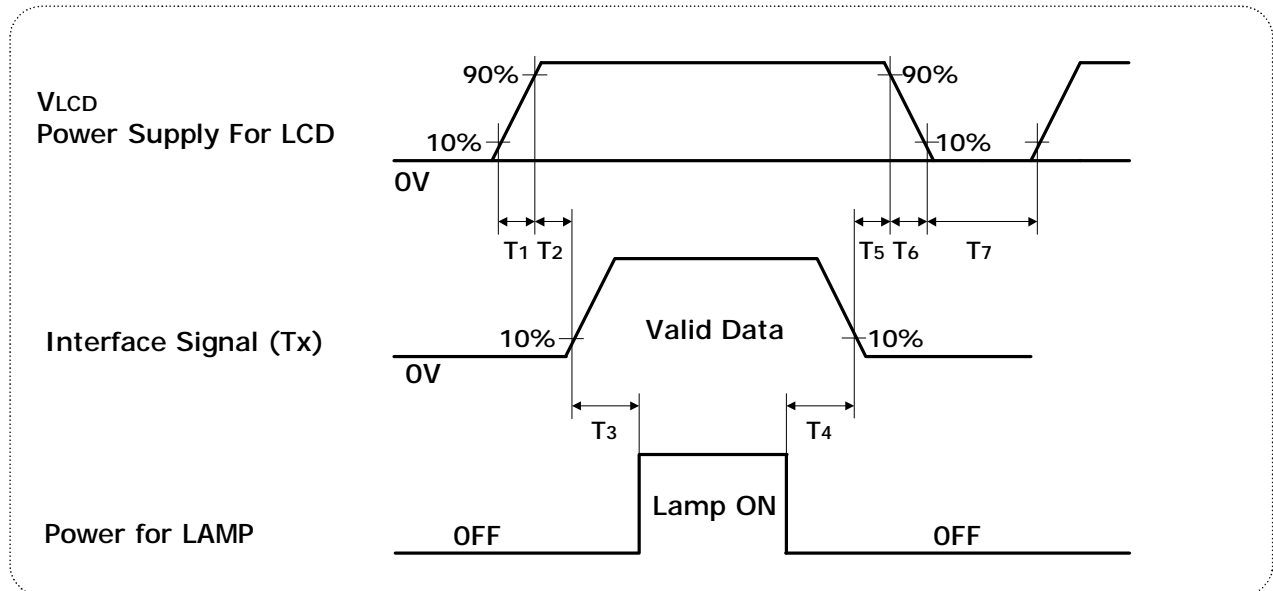 90%
90%
VLCD
Power Supply For LCD
10%
10%
0V
T1 T2
T5 T6
T7
Interface Signal (Tx)
10%
Valid Data
10%
0V
T3
T4
Power for LAMP
OFF
Lamp ON
OFF